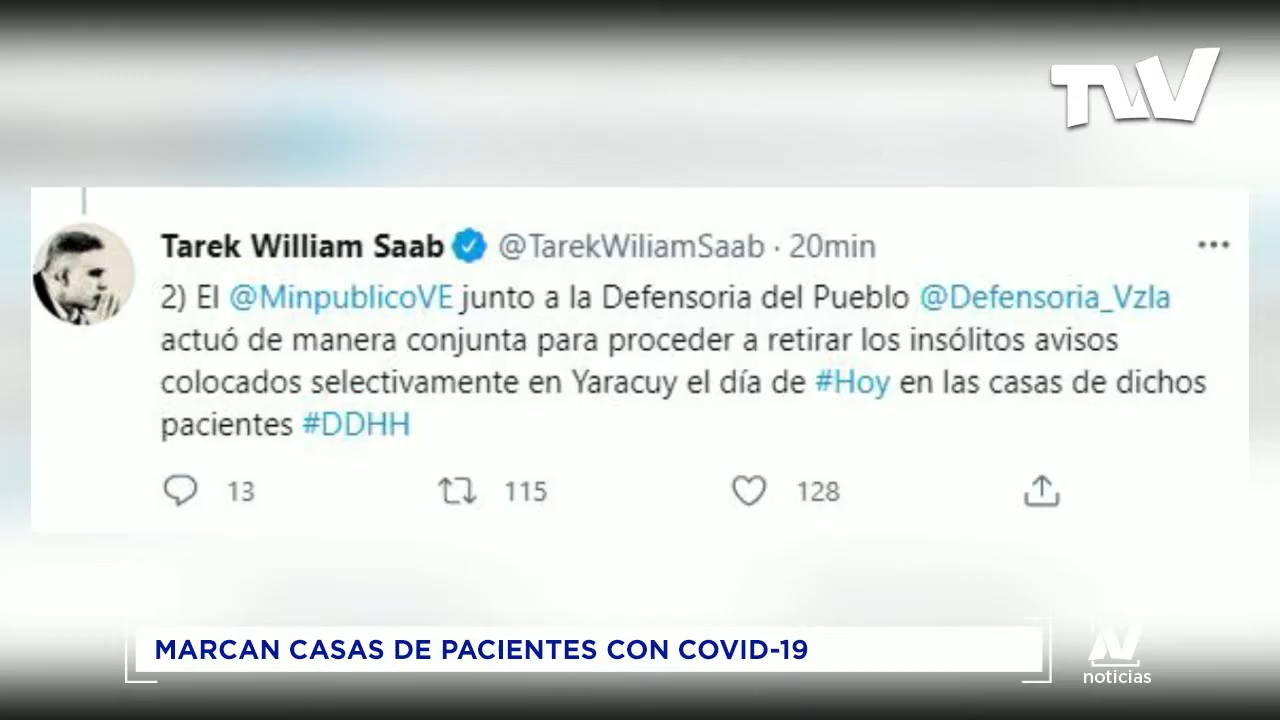 TVV
Tarek William Saab @TarekWiliamSaab · 20min
2) El @MinpublicoVE junto a la Defensoria del Pueblo @Defensoria_Vzla
actuó de manera conjunta para proceder a retirar los insólitos avisos
colocados selectivamente en Yaracuy el día de #Hoy en las casas de dichos
pacientes #DDHH
13 115 128
MARCAN CASAS DE PACIENTES CON COVID-19
N
noticias